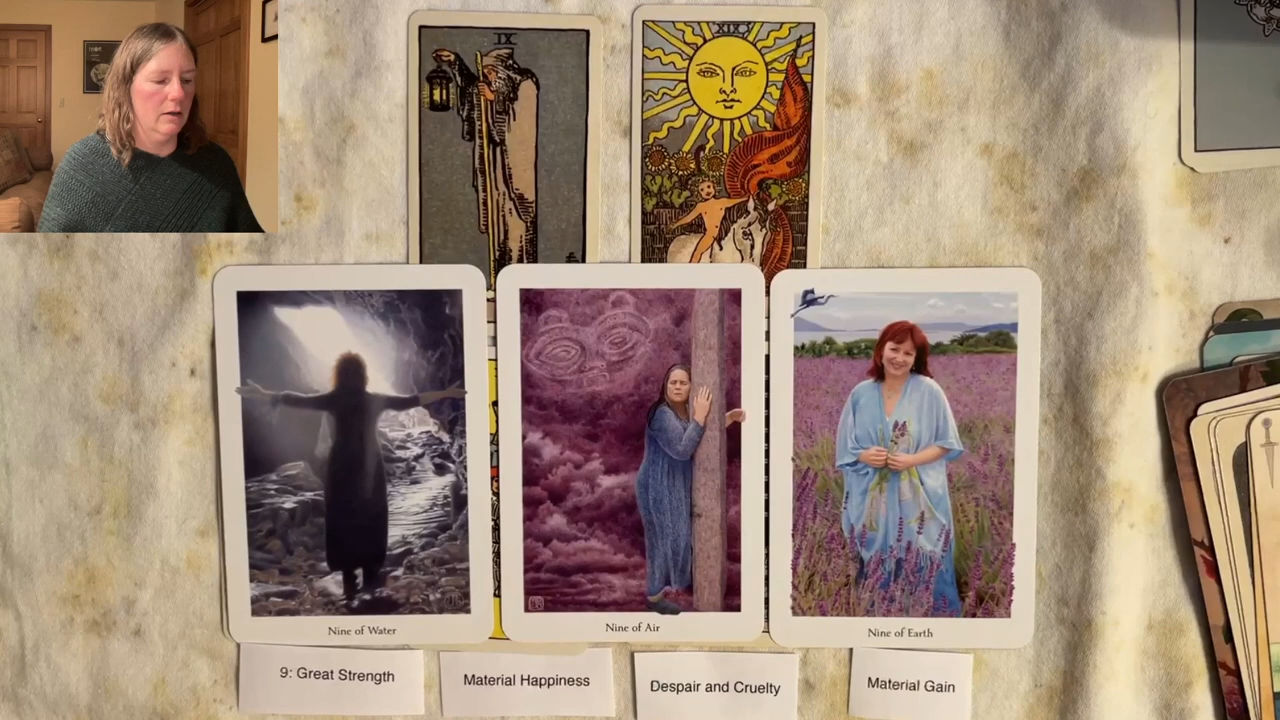 IX
XIX
Nine of Water
Nine of Air
Nine of Earth
9: Great Strength
Material Happiness
Despair and Cruelty
Material Gain